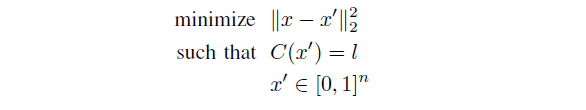 minimize ‖x − x′‖₂²
such that C(x′) = l
x′ ∈ [0, 1]ⁿ